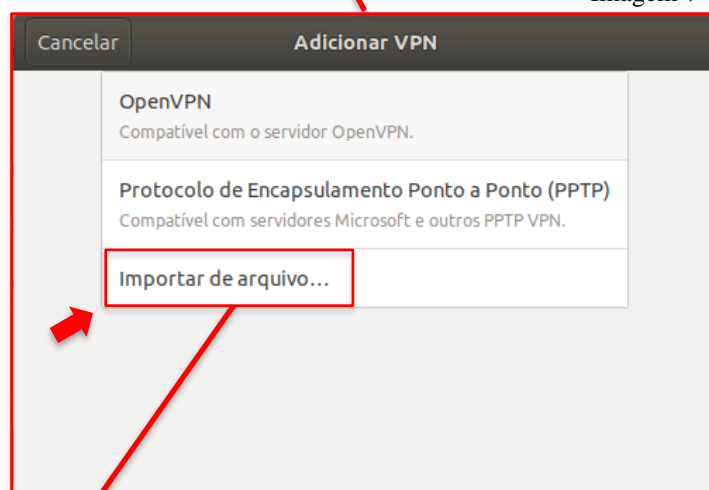 Imagem
Cancelar
Adicionar VPN
OpenVPN
Compatível com o servidor OpenVPN.
Protocolo de Encapsulamento Ponto a Ponto (PPTP)
Compatível com servidores Microsoft e outros PPTP VPN.
Importar de arquivo...